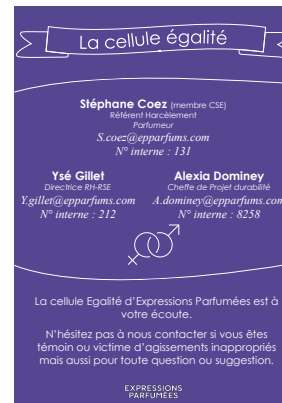 La cellule égalité
Stéphane Coez (membre CSE)
Référent Harcèlement
Parfumeur
S.coez@epparfums.com
N° interne : 131
Ysé Gillet
Directrice RH-RSE
Y.gillet@epparfums.com
N° interne : 212
Alexia Dominey
Cheffe de Projet durabilité
A.dominey@epparfums.com
N° interne : 8258
La cellule Egalité d'Expressions Parfumées est à
votre écoute.
N'hésitez pas à nous contacter si vous êtes
témoin ou victime d'agissements inappropriés
mais aussi pour toute question ou suggestion.
EXPRESSIONS
PARFUMÉES